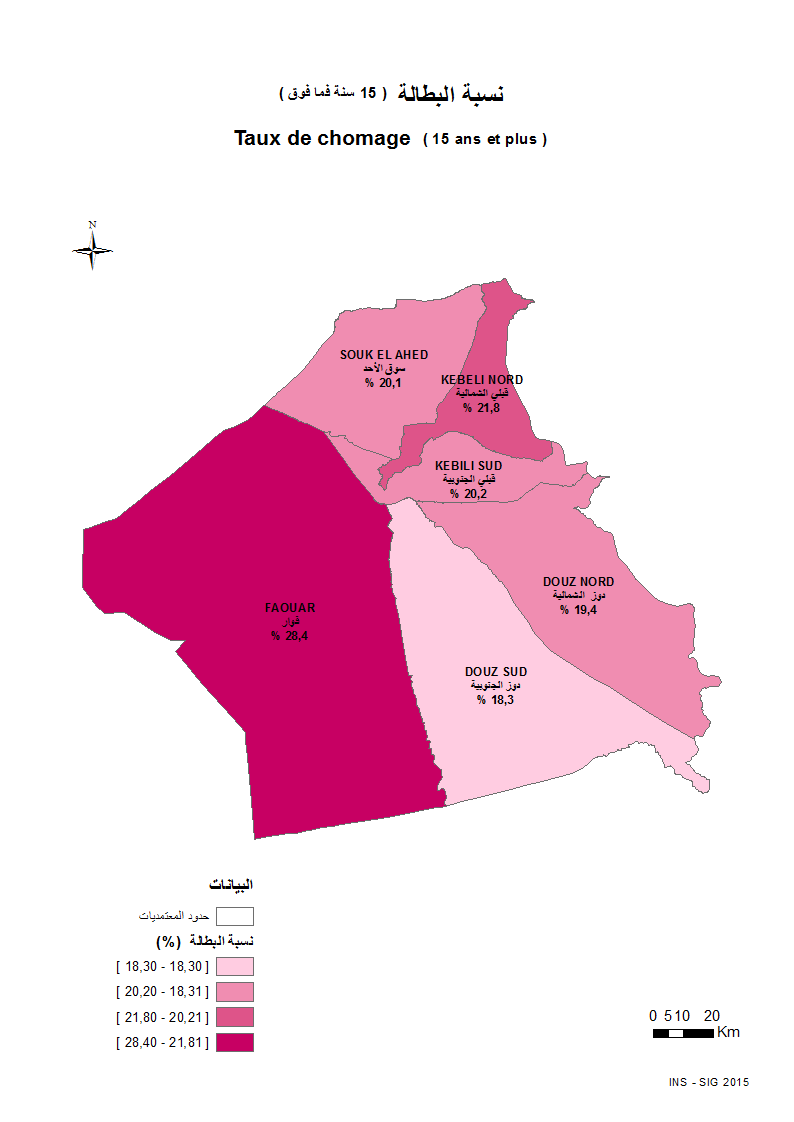 نسبة البطالة ( 15 سنة فما فوق )
Taux de chomage ( 15 ans et plus )
N
SOUK EL AHED
سوق الأحد
% 20,1
KEBELI NORD
قبلي الشمالية
% 21,8
KEBILI SUD
قبلي الجنوبية
% 20,2
DOUZ NORD
دوز الشمالية
% 19,4
FAOUAR
فوار
% 28,4
DOUZ SUD
دوز الجنوبية
% 18,3
البيانات
حدود المعتمديات
نسبة البطالة (%)
[ 18,30 - 18,30 ]
[ 20,20 - 18,31 ]
[ 21,80 - 20,21 ]
[ 28,40 - 21,81 ]
0 5 10 20
Km
INS - SIG 2015